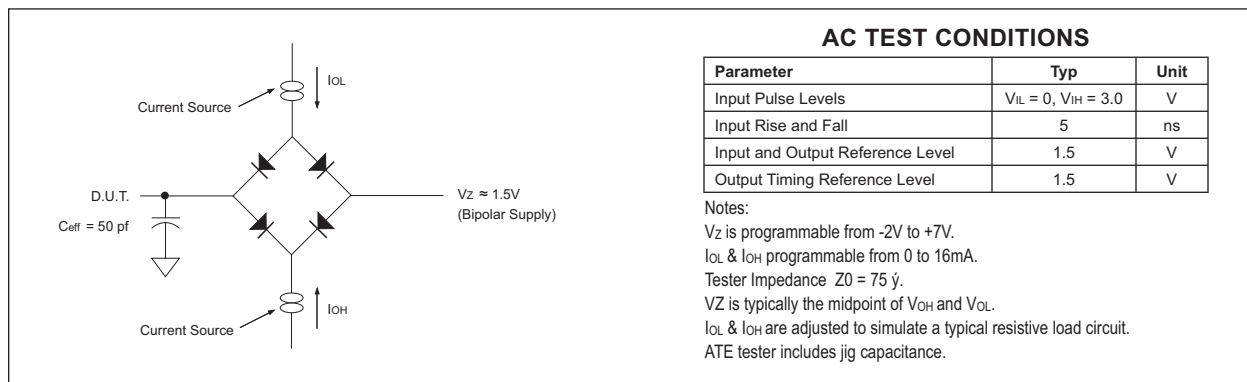 IOL
Current Source
D.U.T.
Ceff = 50 pf
VZ ≈ 1.5V
(Bipolar Supply)
IOH
Current Source
AC TEST CONDITIONS
Parameter Typ Unit
Input Pulse Levels VIL = 0, VIH = 3.0 V
Input Rise and Fall 5 ns
Input and Output Reference Level 1.5 V
Output Timing Reference Level 1.5 V
Notes:
VZ is programmable from -2V to +7V.
IOL & IOH programmable from 0 to 16mA.
Tester Impedance Z0 = 75 ý.
VZ is typically the midpoint of VOH and VOL.
IOL & IOH are adjusted to simulate a typical resistive load circuit.
ATE tester includes jig capacitance.